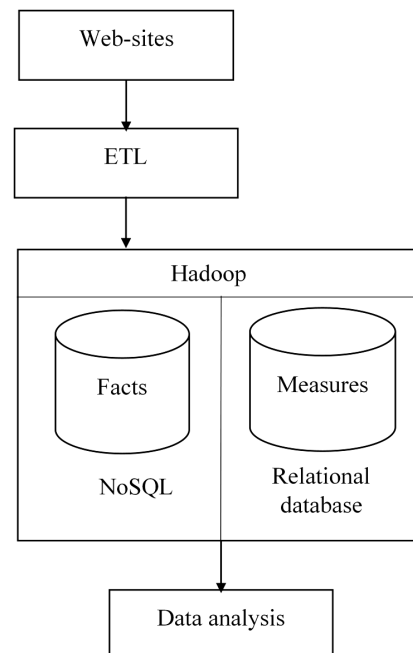 Web-sites
ETL
Hadoop
Facts
NoSQL
Measures
Relational
database
Data analysis